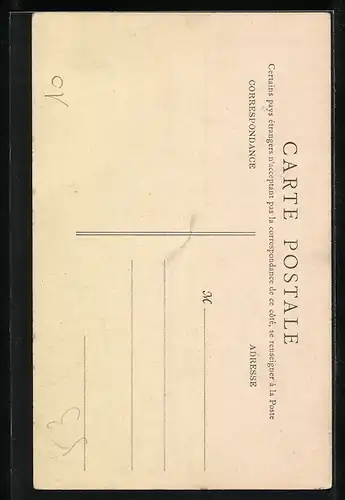 CARTE POSTALE
Certains pays étrangers n'acceptant pas la correspondance de ce côté, se renseigner à la Poste
CORRESPONDANCE
ADRESSE
M